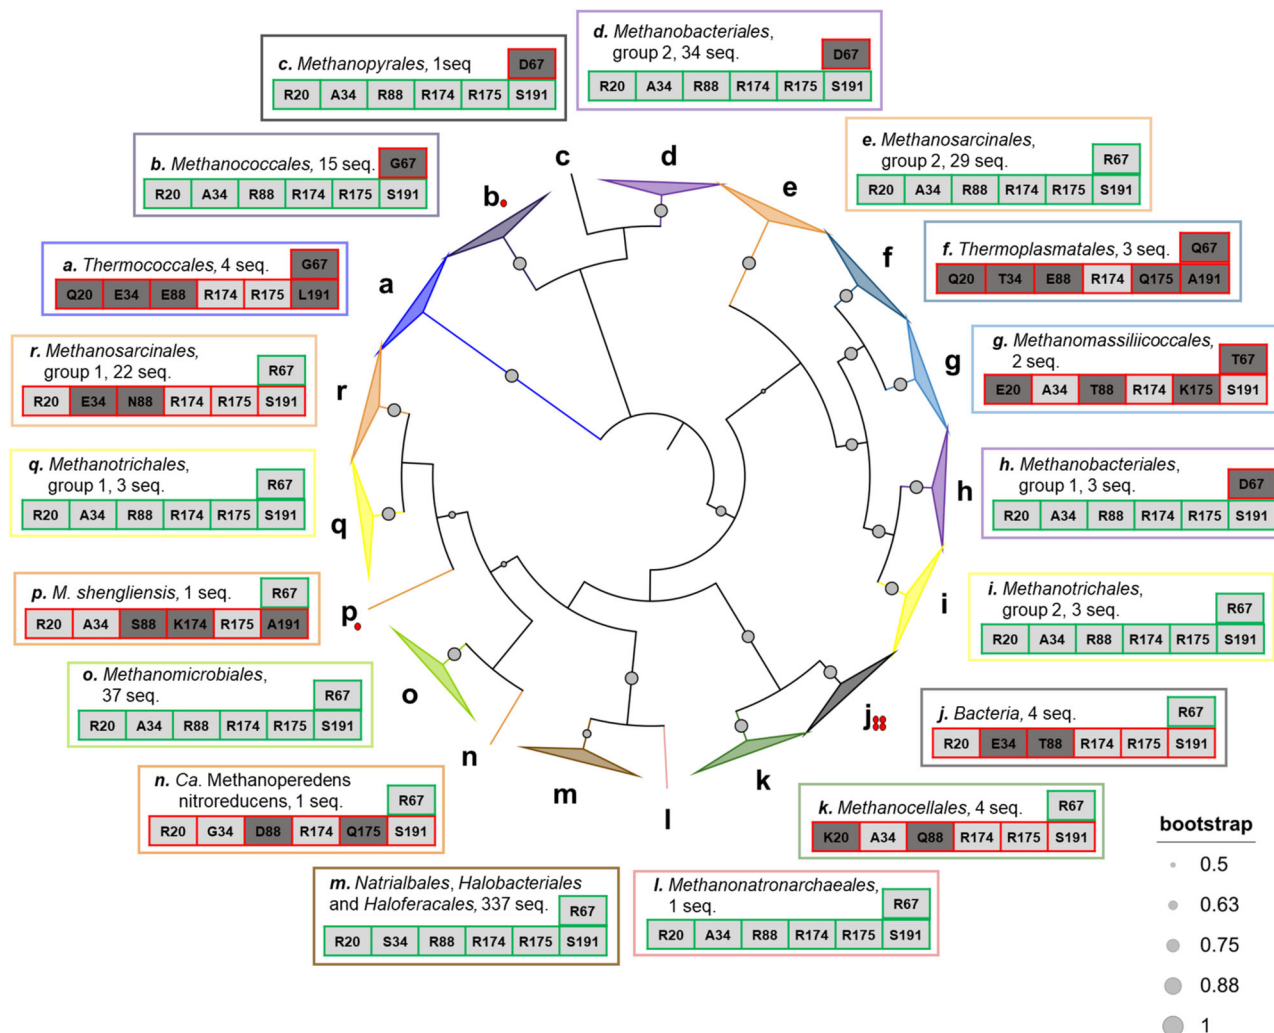 c. Methanopyrales, 1seq
D67
R20 A34 R88 R174 R175 S191
d. Methanobacteriales,
group 2, 34 seq.
D67
R20 A34 R88 R174 R175 S191
b. Methanococcales, 15 seq.
G67
R20 A34 R88 R174 R175 S191
e. Methanosarcinales,
group 2, 29 seq.
R67
R20 A34 R88 R174 R175 S191
a. Thermococcales, 4 seq.
G67
Q20 E34 E88 R174 R175 L191
f. Thermoplasmatales, 3 seq.
Q67
Q20 T34 E88 R174 Q175 A191
r. Methanosarcinales,
group 1, 22 seq.
R67
R20 E34 N88 R174 R175 S191
g. Methanomassiliicoccales,
2 seq.
T67
E20 A34 T88 R174 K175 S191
q. Methanotrichales,
group 1, 3 seq.
R67
R20 A34 R88 R174 R175 S191
h. Methanobacteriales,
group 1, 3 seq.
D67
R20 A34 R88 R174 R175 S191
p. M. shengliensis, 1 seq.
R67
R20 A34 S88 K174 R175 A191
i. Methanotrichales,
group 2, 3 seq.
R67
R20 A34 R88 R174 R175 S191
o. Methanomicrobiales,
37 seq.
R67
R20 A34 R88 R174 R175 S191
j. Bacteria, 4 seq.
R67
R20 E34 T88 R174 R175 S191
n. Ca. Methanoperedens
nitroreducens, 1 seq.
R67
R20 G34 D88 R174 Q175 S191
k. Methanocellales, 4 seq.
R67
K20 A34 Q88 R174 R175 S191
m. Natrialbales, Halobacteriales
and Haloferacales, 337 seq.
R67
R20 S34 R88 R174 R175 S191
l. Methanonatronarchaeales,
1 seq.
R67
R20 A34 R88 R174 R175 S191
a
b
c
d
e
f
g
h
i
j
k
l
m
n
o
p
q
r
bootstrap
0.5
0.63
0.75
0.88
1